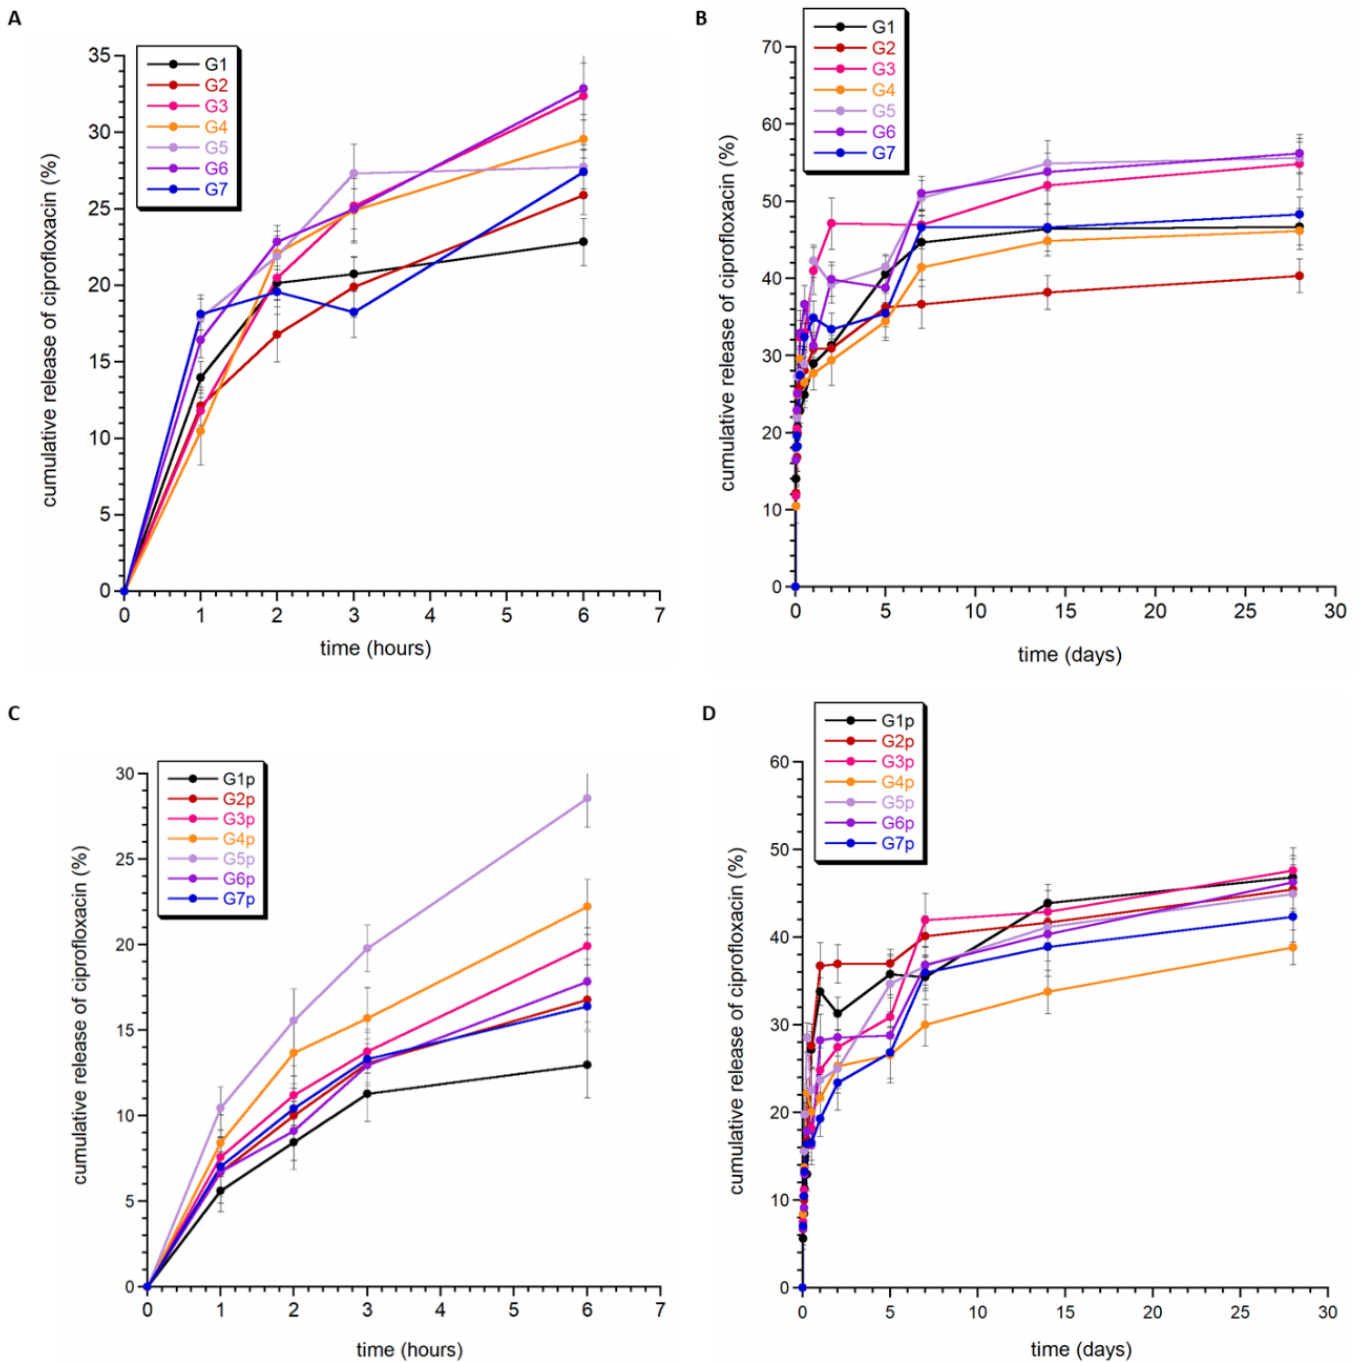 A
G1
G2
G3
G4
G5
G6
G7
35
30
25
20
15
10
5
0
cumulative release of ciprofloxacin (%)
0 1 2 3 4 5 6 7
time (hours)
B
G1
G2
G3
G4
G5
G6
G7
70
60
50
40
30
20
10
0
cumulative release of ciprofloxacin (%)
0 5 10 15 20 25 30
time (days)
C
G1p
G2p
G3p
G4p
G5p
G6p
G7p
30
25
20
15
10
5
0
cumulative release of ciprofloxacin (%)
0 1 2 3 4 5 6 7
time (hours)
D
G1p
G2p
G3p
G4p
G5p
G6p
G7p
60
50
40
30
20
10
0
cumulative release of ciprofloxacin (%)
0 5 10 15 20 25 30
time (days)